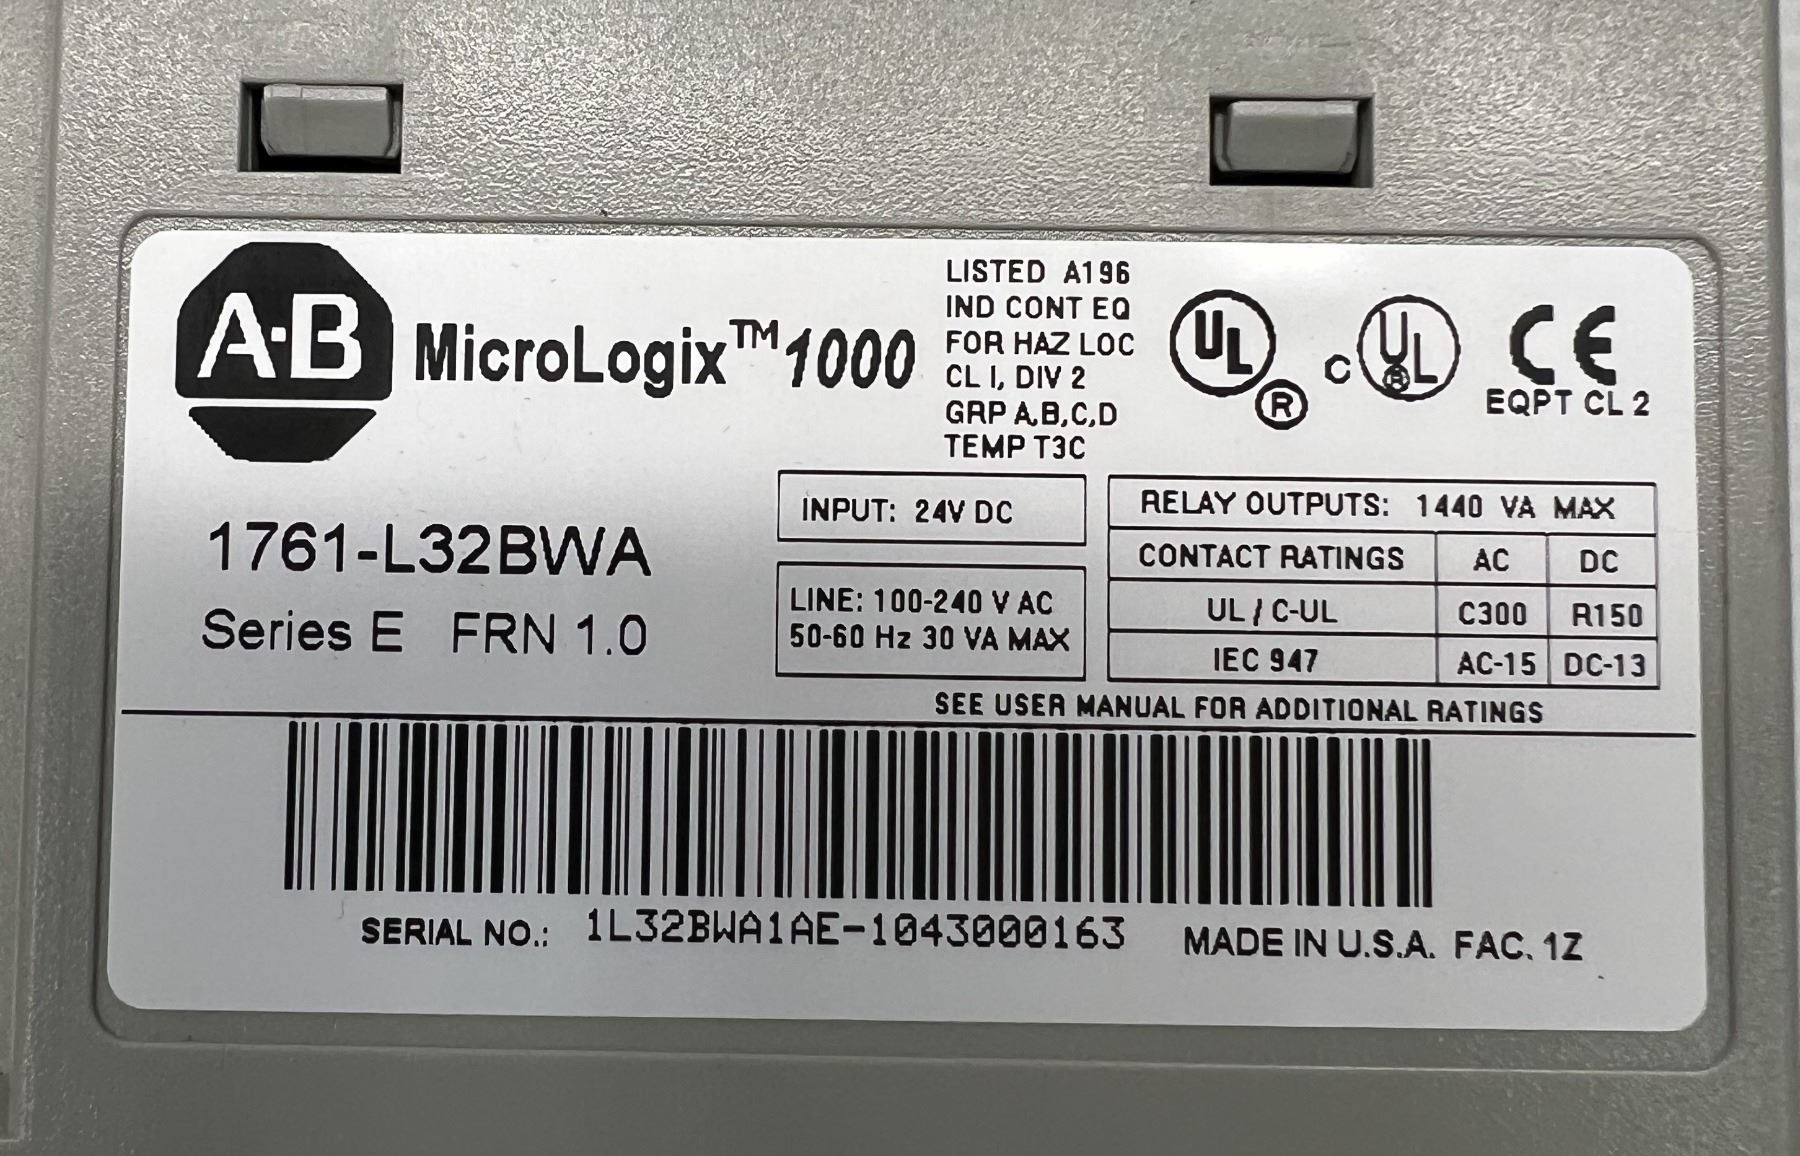 A-B
MicroLogix™ 1000
LISTED A196
IND CONT EQ
FOR HAZ LOC
CL I, DIV 2
GRP A,B,C,D
TEMP T3C
UL ®
C UL ®
CE
EQPT CL 2
1761-L32BWA
Series E FRN 1.0
INPUT: 24V DC
LINE: 100-240 V AC
50-60 Hz 30 VA MAX
RELAY OUTPUTS: 1440 VA MAX
CONTACT RATINGS AC DC
UL / C-UL C300 R150
IEC 947 AC-15 DC-13
SEE USER MANUAL FOR ADDITIONAL RATINGS
SERIAL NO.: 1L32BWA1AE-1043000163 MADE IN U.S.A. FAC. 1Z